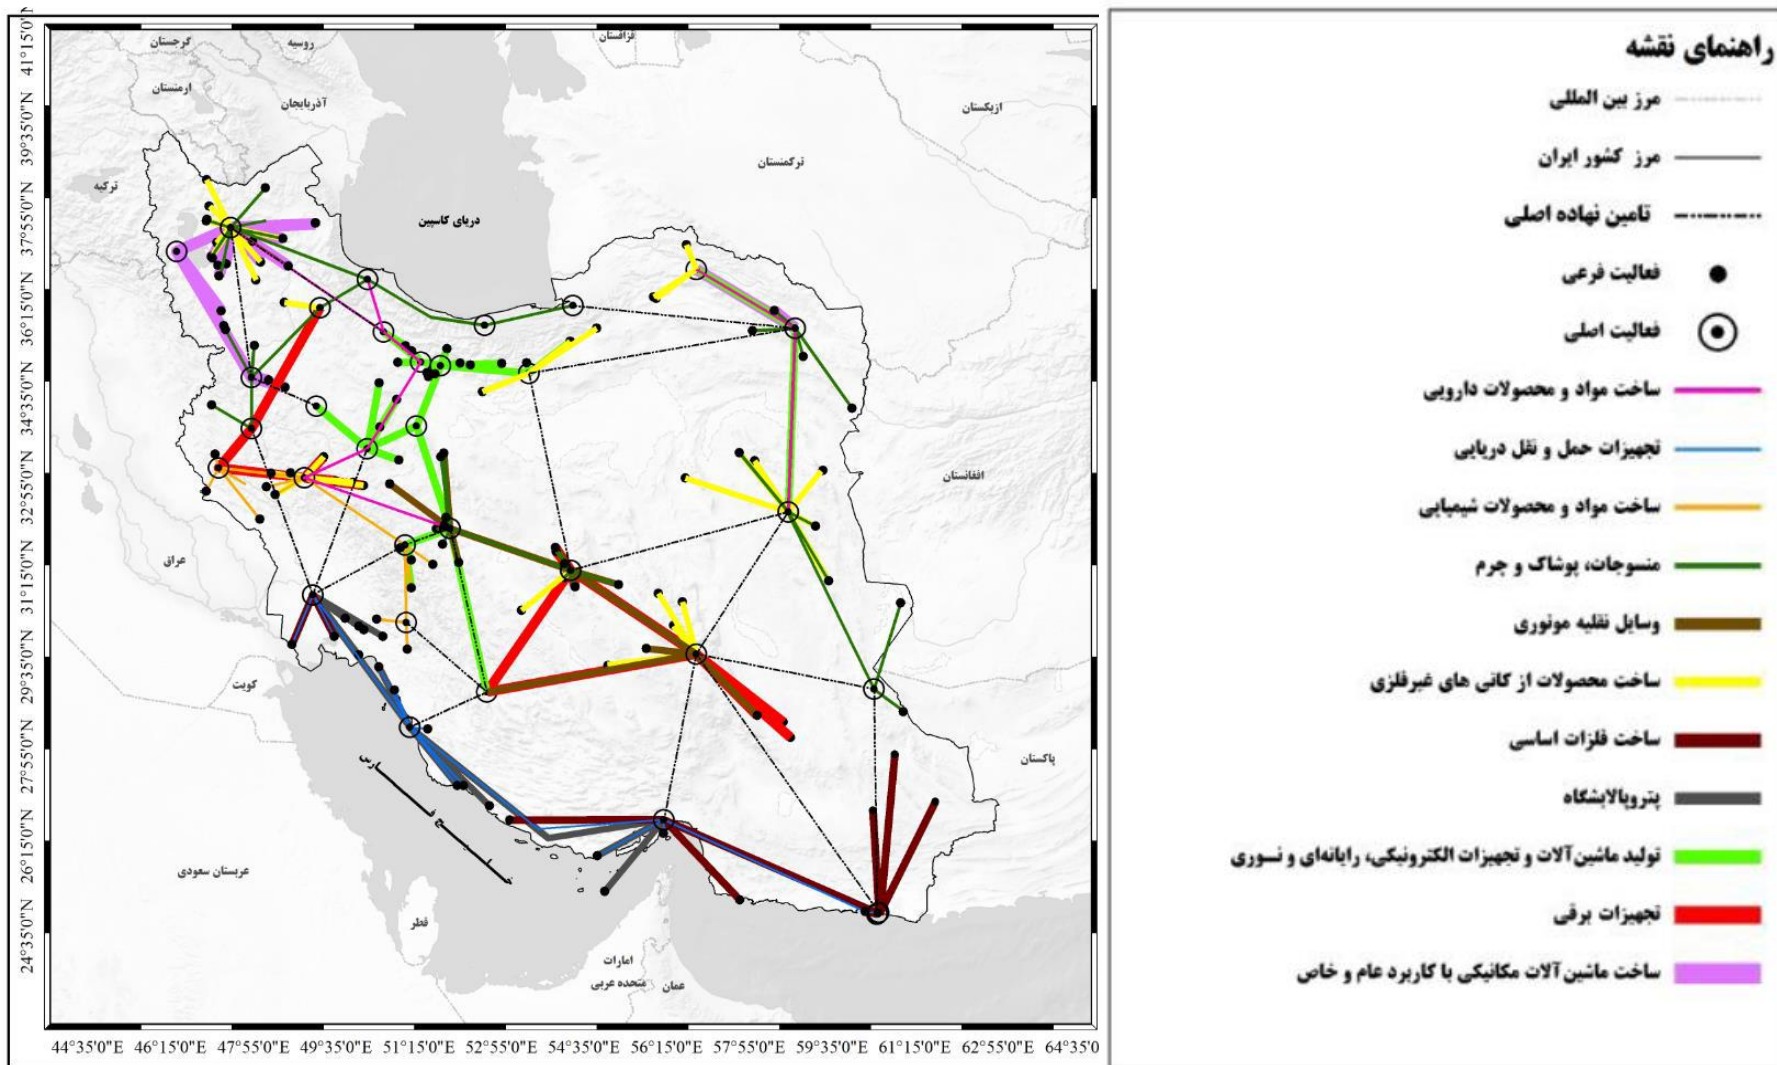 راهنمای نقشه
مرز بین المللی
مرز کشور ایران
تامین نهاده اصلی
فعالیت فرعی
فعالیت اصلی
ساخت مواد و محصولات دارویی
تجهیزات حمل و نقل دریایی
ساخت مواد و محصولات شیمیایی
منسوجات، پوشاک و چرم
وسایل نقلیه موتوری
ساخت محصولات از کانی های غیرفلزی
ساخت فلزات اساسی
پتروپالایشگاه
تولید ماشین‌آلات و تجهیزات الکترونیکی، رایانه‌ای و نـوری
تجهیزات برقی
ساخت ماشین‌آلات مکانیکی با کاربرد عام و خاص
گرجستان
روسیه
قزاقستان
ارمنستان
آذربایجان
ازبکستان
ترکمنستان
ترکیه
دریای کاسپین
افغانستان
عراق
کویت
پاکستان
خلیج فارس
عربستان سعودی
قطر
امارات
متحده عربی
عمان
41°15'0"N
39°35'0"N
37°55'0"N
36°15'0"N
34°35'0"N
32°55'0"N
31°15'0"N
29°35'0"N
27°55'0"N
26°15'0"N
24°35'0"N
44°35'0"E 46°15'0"E 47°55'0"E 49°35'0"E 51°15'0"E 52°55'0"E 54°35'0"E 56°15'0"E 57°55'0"E 59°35'0"E 61°15'0"E 62°55'0"E 64°35'0